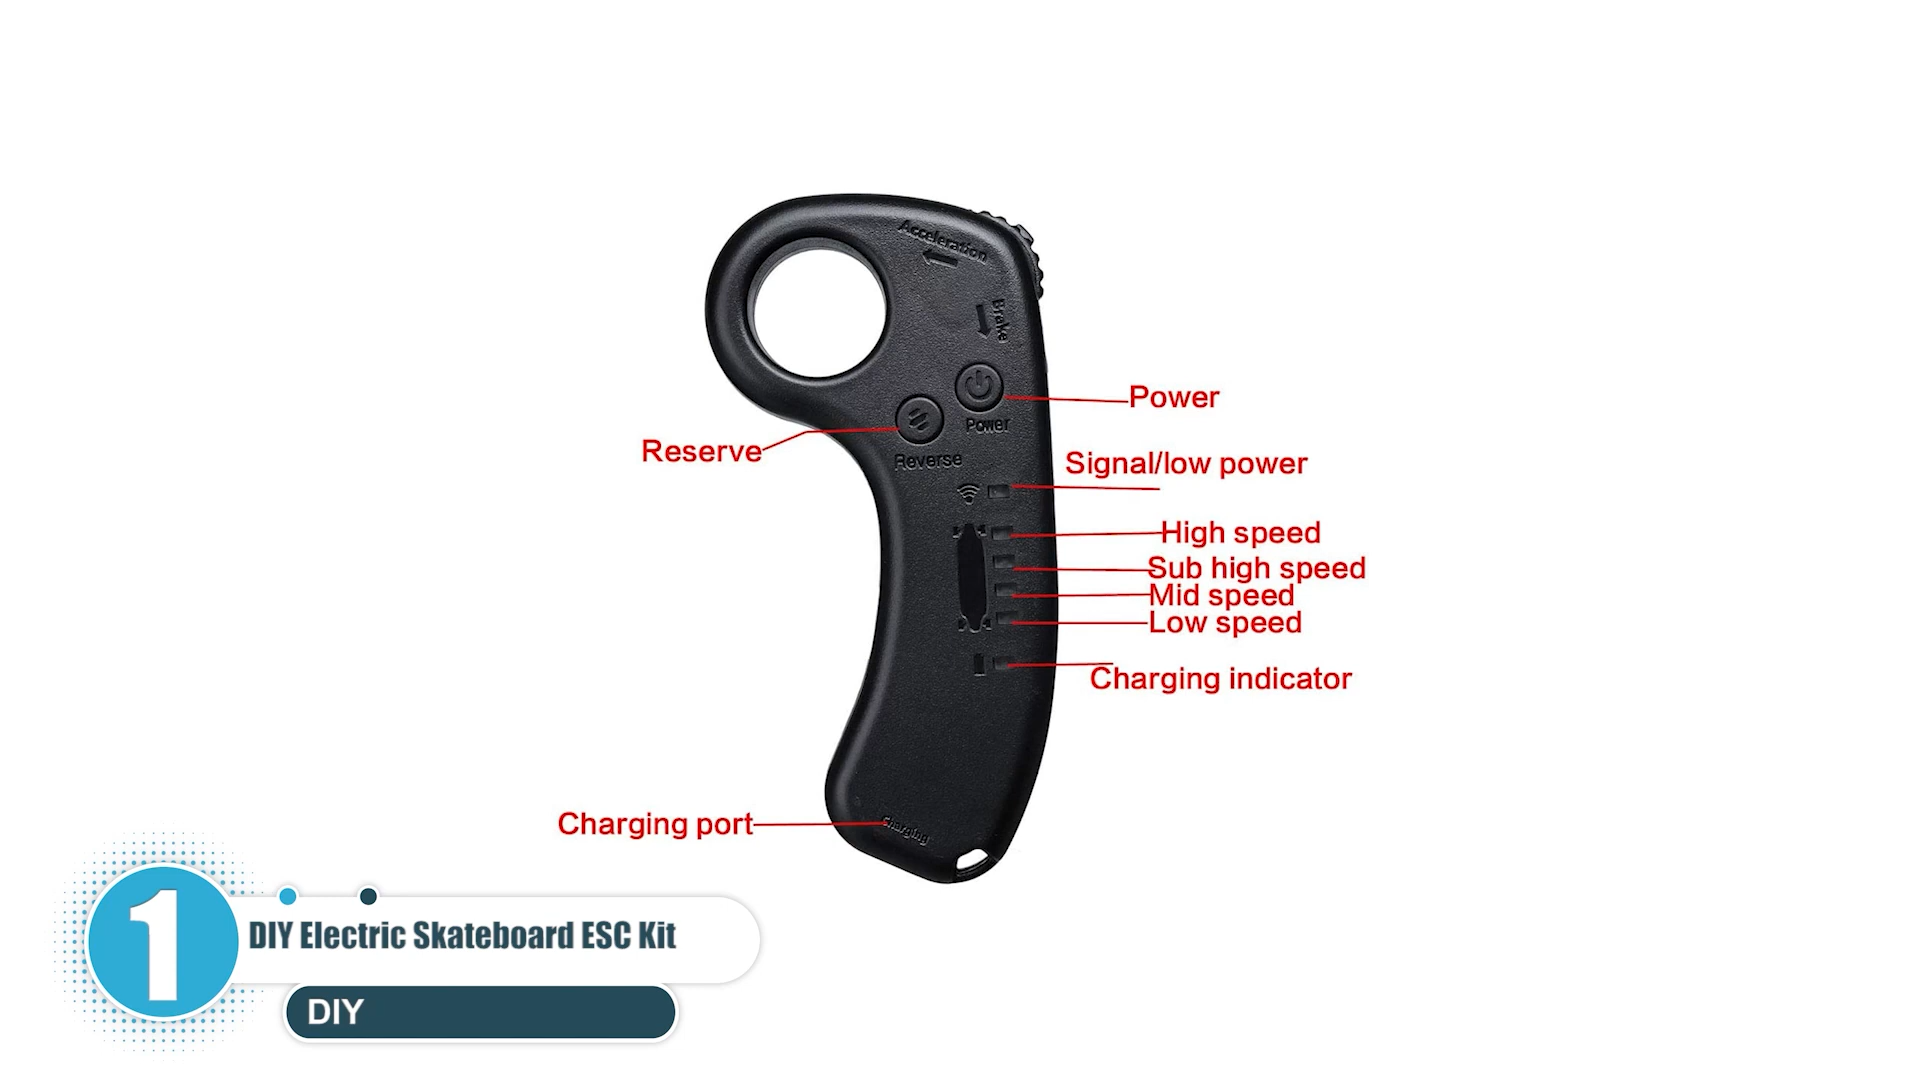 Acceleration
Brake
Power
Power
Reserve
Reverse
Signal/low power
High speed
Sub high speed
Mid speed
Low speed
Charging indicator
Charging port
Charging
1
DIY Electric Skateboard ESC Kit
DIY